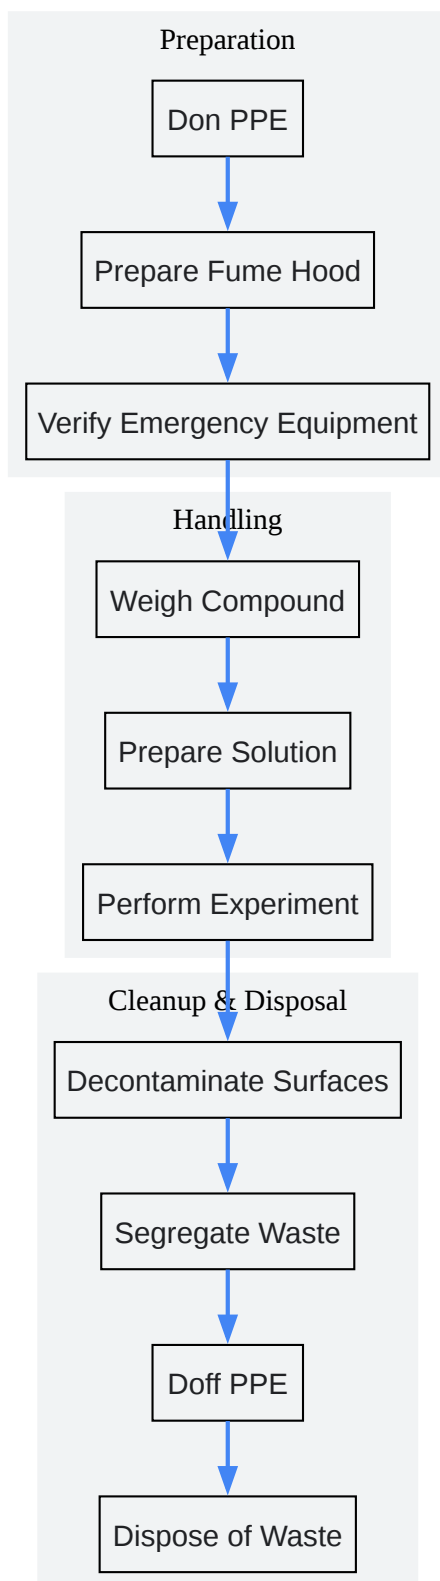 Preparation
Don PPE
Prepare Fume Hood
Verify Emergency Equipment
Handling
Weigh Compound
Prepare Solution
Perform Experiment
Cleanup & Disposal
Decontaminate Surfaces
Segregate Waste
Doff PPE
Dispose of Waste